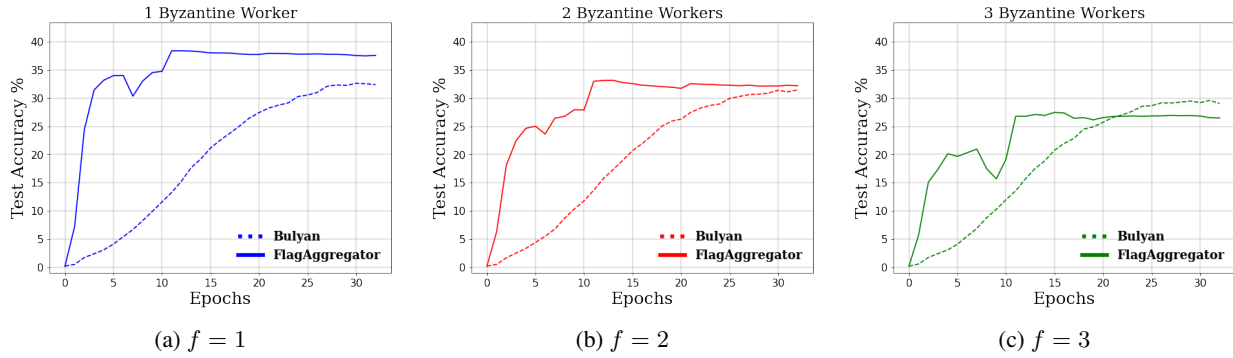 1 Byzantine Worker
Test Accuracy %
40
35
30
25
20
15
10
5
0
0 5 10 15 20 25 30
Epochs
Bulyan
FlagAggregator
(a) f = 1
2 Byzantine Workers
Test Accuracy %
40
35
30
25
20
15
10
5
0
0 5 10 15 20 25 30
Epochs
Bulyan
FlagAggregator
(b) f = 2
3 Byzantine Workers
Test Accuracy %
40
35
30
25
20
15
10
5
0
0 5 10 15 20 25 30
Epochs
Bulyan
FlagAggregator
(c) f = 3